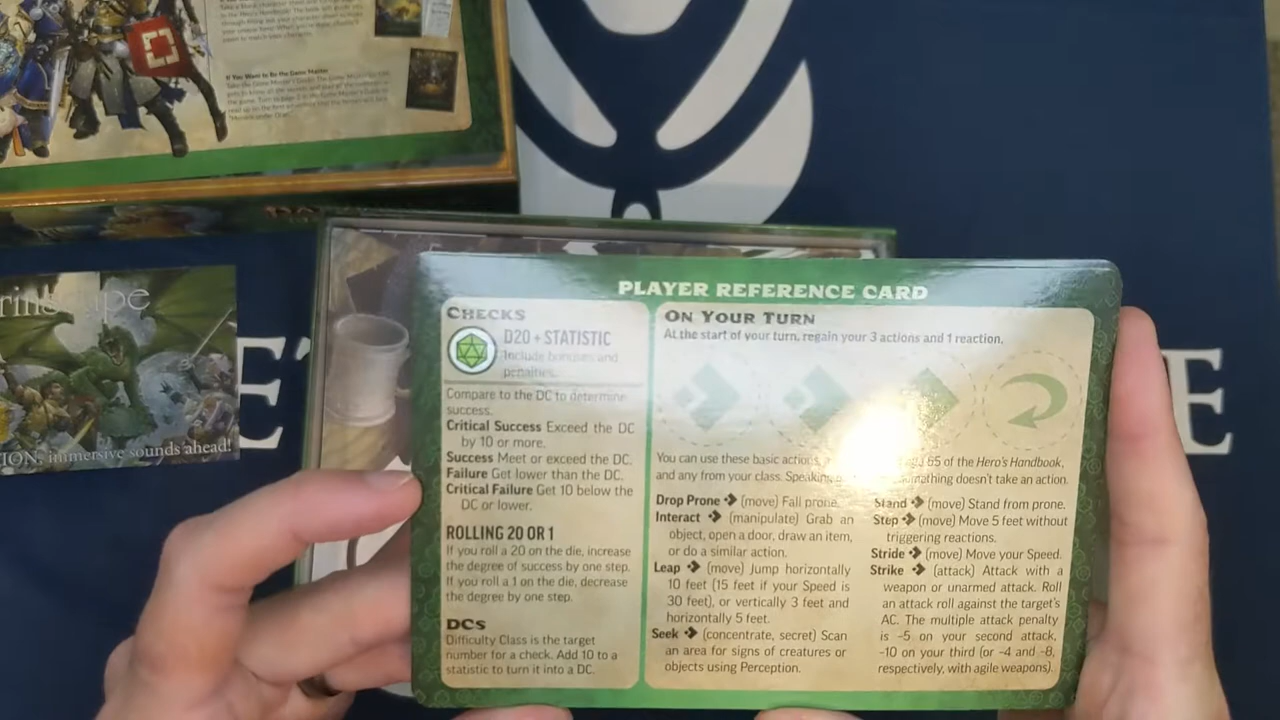 If You Want to Be the Game Master
ION, immersive sounds ahead!
PLAYER REFERENCE CARD
CHECKS
D20 + STATISTIC
Include bonuses and
penalties.
Compare to the DC to determine
success.
Critical Success Exceed the DC
by 10 or more.
Success Meet or exceed the DC.
Failure Get lower than the DC.
Critical Failure Get 10 below the
DC or lower.
ROLLING 20 OR 1
If you roll a 20 on the die, increase
the degree of success by one step.
If you roll a 1 on the die, decrease
the degree by one step.
DCS
Difficulty Class is the target
number for a check. Add 10 to a
statistic to turn it into a DC.
ON YOUR TURN
At the start of your turn, regain your 3 actions and 1 reaction.
You can use these basic actions, 65 of the Hero's Handbook,
and any from your class. Speaking something doesn't take an action.
Drop Prone (move) Fall prone.
Interact (manipulate) Grab an
object, open a door, draw an item,
or do a similar action.
Leap (move) Jump horizontally
10 feet (15 feet if your Speed is
30 feet), or vertically 3 feet and
horizontally 5 feet.
Seek (concentrate, secret) Scan
an area for signs of creatures or
objects using Perception.
Stand (move) Stand from prone.
Step (move) Move 5 feet without
triggering reactions.
Stride (move) Move your Speed.
Strike (attack) Attack with a
weapon or unarmed attack. Roll
an attack roll against the target's
AC. The multiple attack penalty
is -5 on your second attack,
-10 on your third (or -4 and -8,
respectively, with agile weapons).